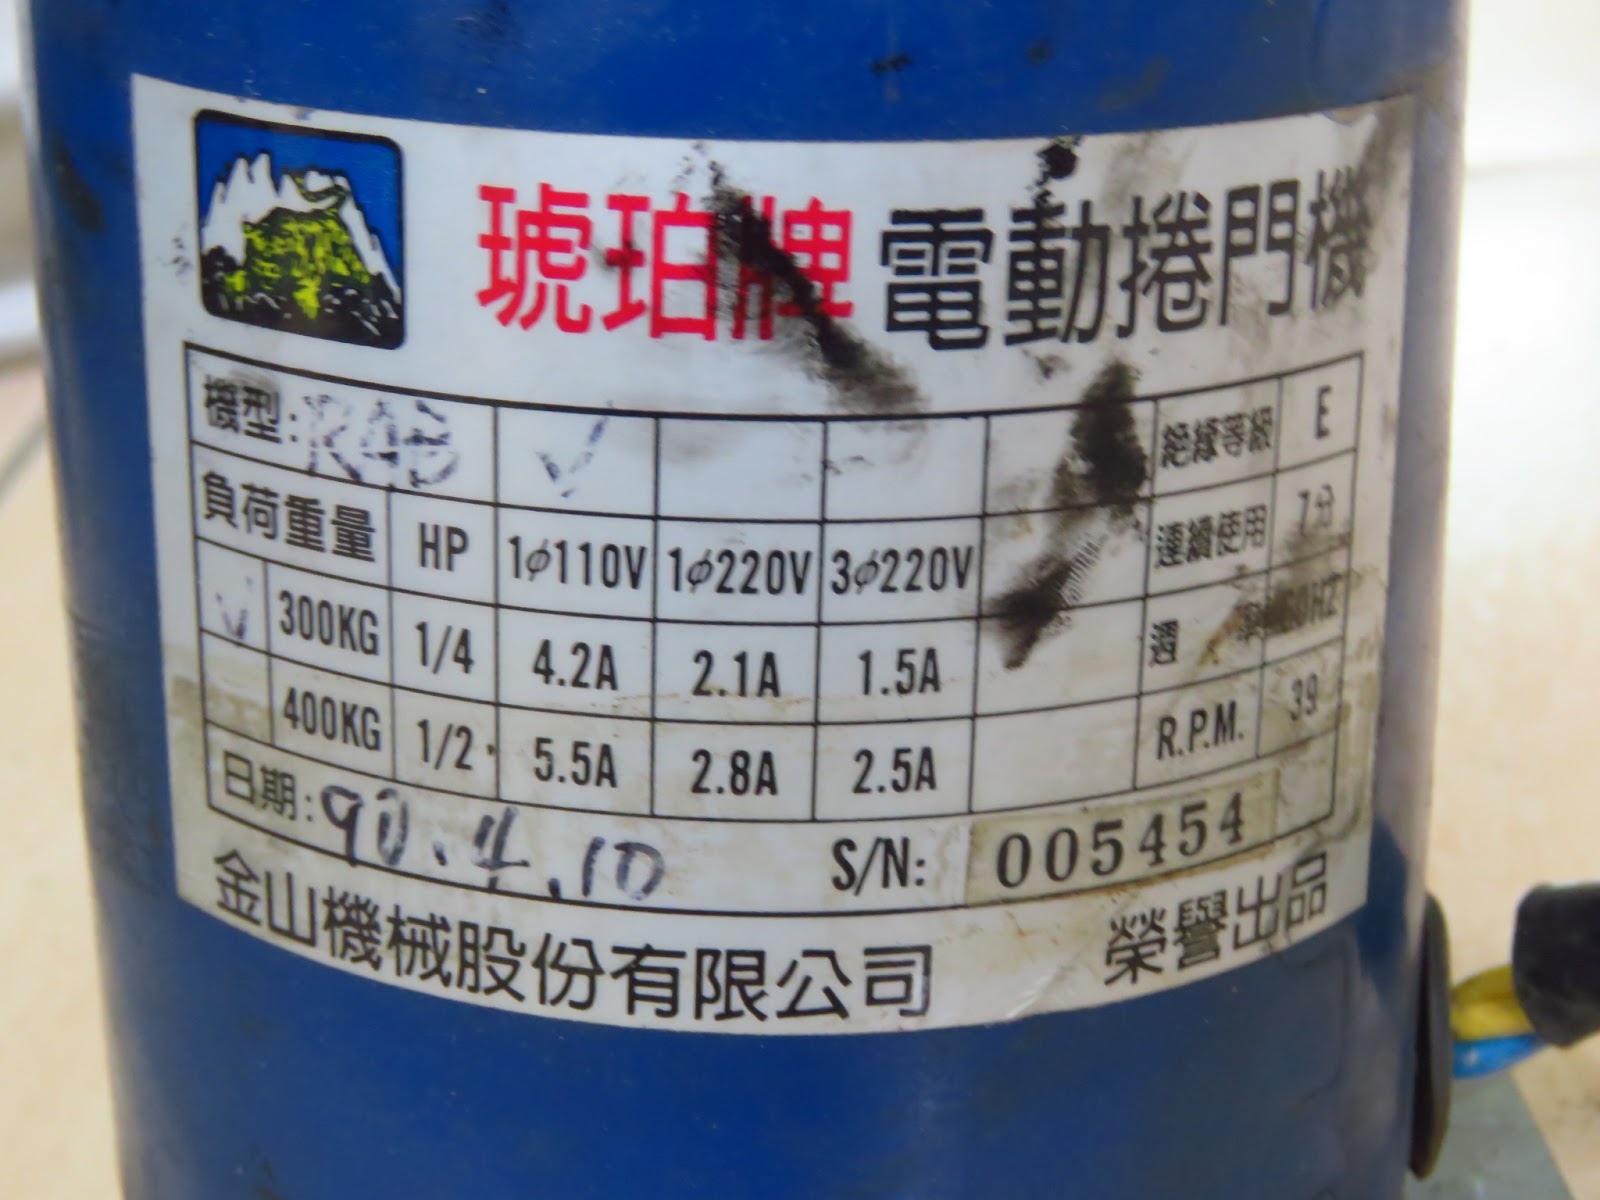 琥珀牌 電動捲門機
機型: R4B ✓ 絕緣等級 E
負荷重量 HP 1φ110V 1φ220V 3φ220V 連續使用 7分
✓ 300KG 1/4 4.2A 2.1A 1.5A 週 60HZ
400KG 1/2 5.5A 2.8A 2.5A R.P.M. 39
日期: 90.4.10 S/N: 005454
金山機械股份有限公司 榮譽出品